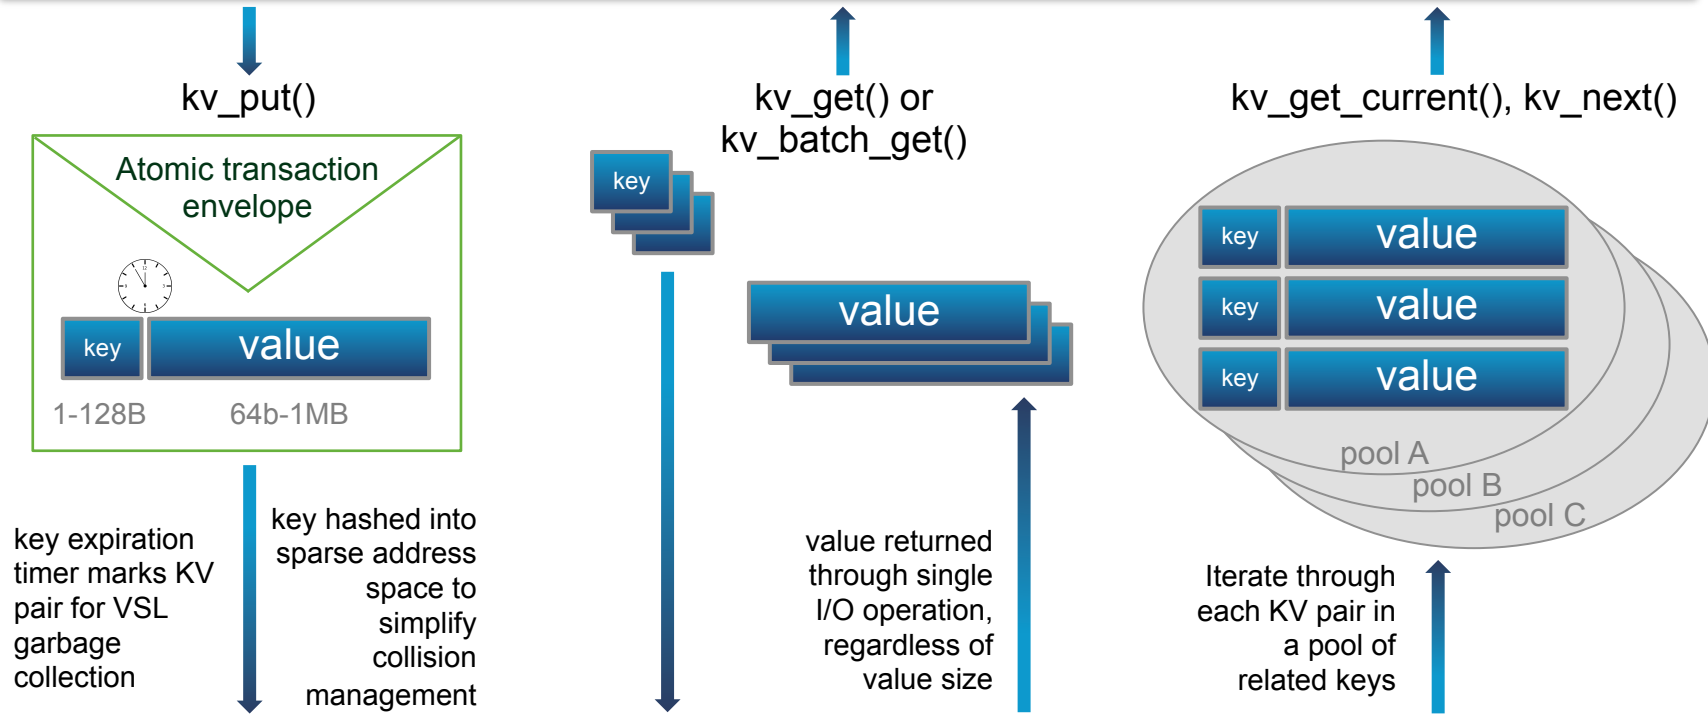 kv_put()
Atomic transaction
envelope
key
value
1-128B
64b-1MB
key expiration
timer marks KV
pair for VSL
garbage
collection
key hashed into
sparse address
space to
simplify
collision
management
kv_get() or
kv_batch_get()
key
value
value returned
through single
I/O operation,
regardless of
value size
kv_get_current(), kv_next()
key value
key value
key value
pool A
pool B
pool C
Iterate through
each KV pair in
a pool of
related keys